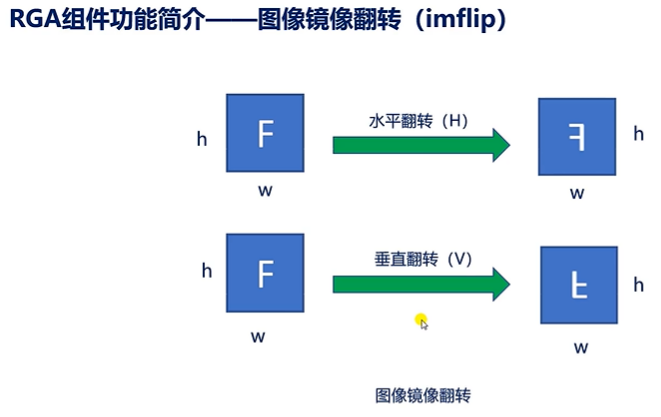 RGA组件功能简介——图像镜像翻转（imflip）
水平翻转（H）
h F F h
w w
垂直翻转（V）
h F F h
w w
图像镜像翻转